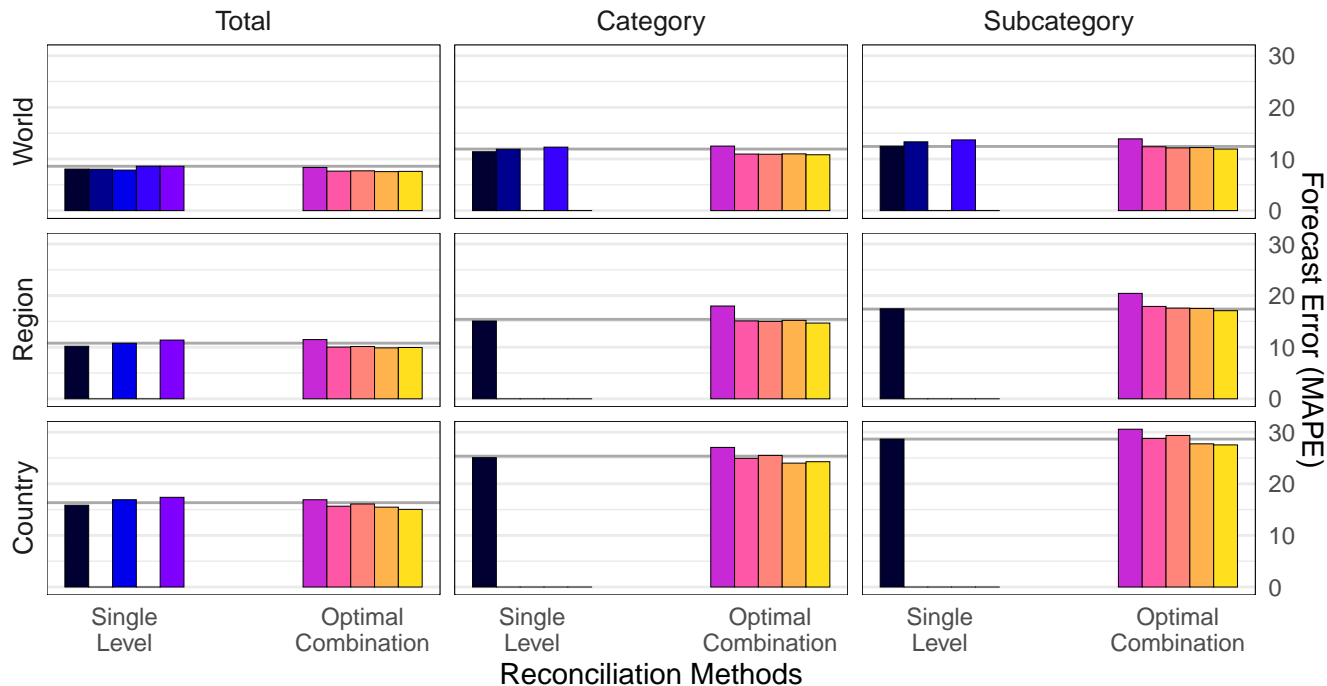 Total
Category
Subcategory
World
30
20
10
0
Region
30
20
10
0
Country
30
20
10
0
Forecast Error (MAPE)
Single
Level
Optimal
Combination
Single
Level
Optimal
Combination
Single
Level
Optimal
Combination
Reconciliation Methods